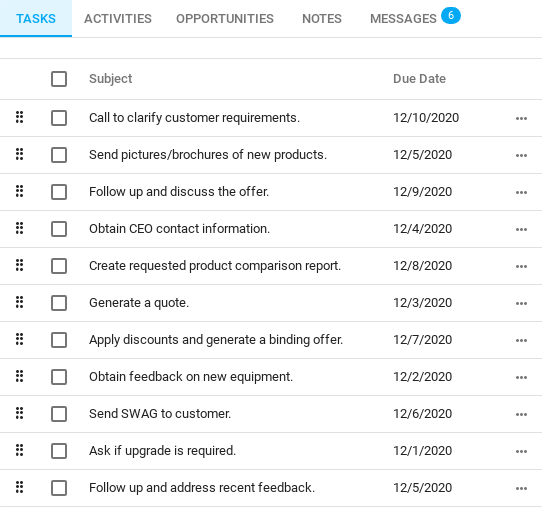 TASKS ACTIVITIES OPPORTUNITIES NOTES MESSAGES 6
Subject Due Date
Call to clarify customer requirements. 12/10/2020
Send pictures/brochures of new products. 12/5/2020
Follow up and discuss the offer. 12/9/2020
Obtain CEO contact information. 12/4/2020
Create requested product comparison report. 12/8/2020
Generate a quote. 12/3/2020
Apply discounts and generate a binding offer. 12/7/2020
Obtain feedback on new equipment. 12/2/2020
Send SWAG to customer. 12/6/2020
Ask if upgrade is required. 12/1/2020
Follow up and address recent feedback. 12/5/2020